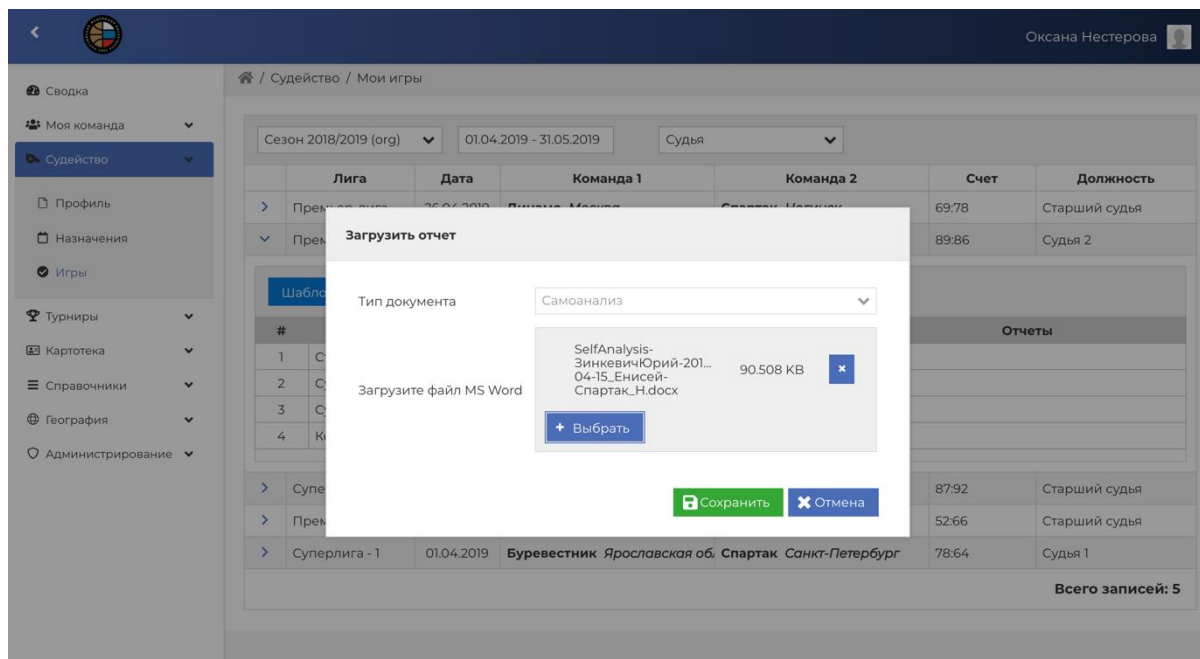 Оксана Нестерова
/ Судейство / Мои игры
Сводка
Моя команда
Судейство
Профиль
Назначения
Игры
Турниры
Картотека
Справочники
География
Администрирование
Сезон 2018/2019 (org) 01.04.2019 - 31.05.2019 Судья
Лига Дата Команда 1 Команда 2 Счет Должность
69:78 Старший судья
89:86 Судья 2
Загрузить отчет
Тип документа Самоанализ
Загрузите файл MS Word
SelfAnalysis-
ЗинкевичЮрий-201...
04-15_Енисей-
Спартак_Н.docx
90.508 KB
+ Выбрать
Сохранить Отмена
# Отчеты
1
2
3
4
87:92 Старший судья
52:66 Старший судья
Суперлига - 1 01.04.2019 Буревестник Ярославская Спартак Санкт-Петербург 78:64 Судья 1
Всего записей: 5